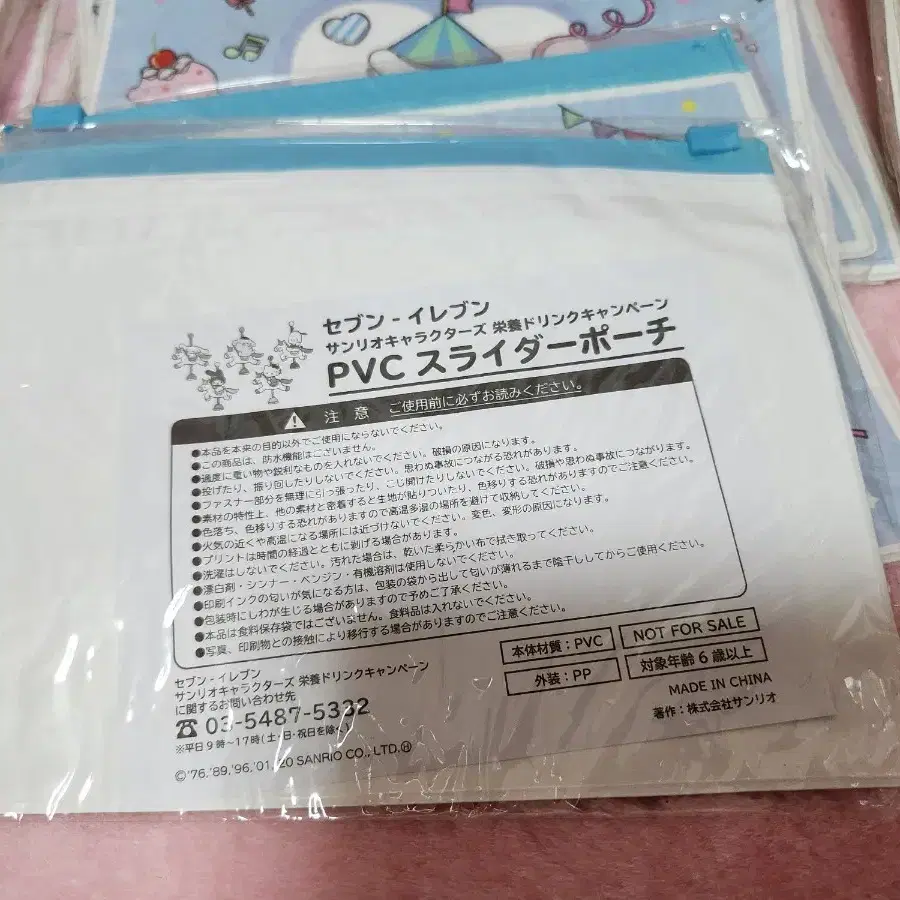 セブン-イレブン
サンリオキャラクターズ 栄養ドリンクキャンペーン
PVC スライダーポーチ
注 意 ご使用前に必ずお読みください。
●本品を本来の目的以外でご使用にならないでください。
●この商品は、防水機能はございません。
●過度に重い物や鋭利なものを入れないでください。破損の原因になります。
●投げたり、振り回したりしないでください。思わぬ事故につながる恐れがあります。
●ファスナー部分を無理に引っ張ったり、こじ開けたりしないでください。破損や思わぬ事故につながります。
●素材の特性上、他の素材と密着すると生地が貼りついたり、色移りする恐れがありますのでご注意ください。
●色落ち、色移りする恐れがありますので高温多湿の場所を避けて収納してください。
●火気の近くや高温になる場所には近づけないでください。変色、変形の原因になります。
●プリントは時間の経過とともに剥げる場合があります。
●洗濯はしないでください。汚れた場合は、乾いた柔らかい布で拭き取ってください。
●漂白剤・シンナー・ベンジン・有機溶剤は使用しないでください。
●印刷インクの匂いが気になる方は、包装の袋から出して匂いが薄れるまで陰干ししてからご使用ください。
●包装時にしわが生じる場合がありますので予めご了承ください。
●本品は食料保存袋ではございません。食料品は入れないでください。
●写真、印刷物との接触により移行する場合がありますのでご注意ください。
本体材質：PVC
NOT FOR SALE
外装：PP
対象年齢6歳以上
MADE IN CHINA
著作：株式会社サンリオ
セブン-イレブン
サンリオキャラクターズ 栄養ドリンクキャンペーン
に関するお問い合わせ先
☎ 03-5487-5332
※平日9時〜17時(土・日・祝日を除く)
©'76,'89,'96,'01,'20 SANRIO CO.,LTD.Ⓗ